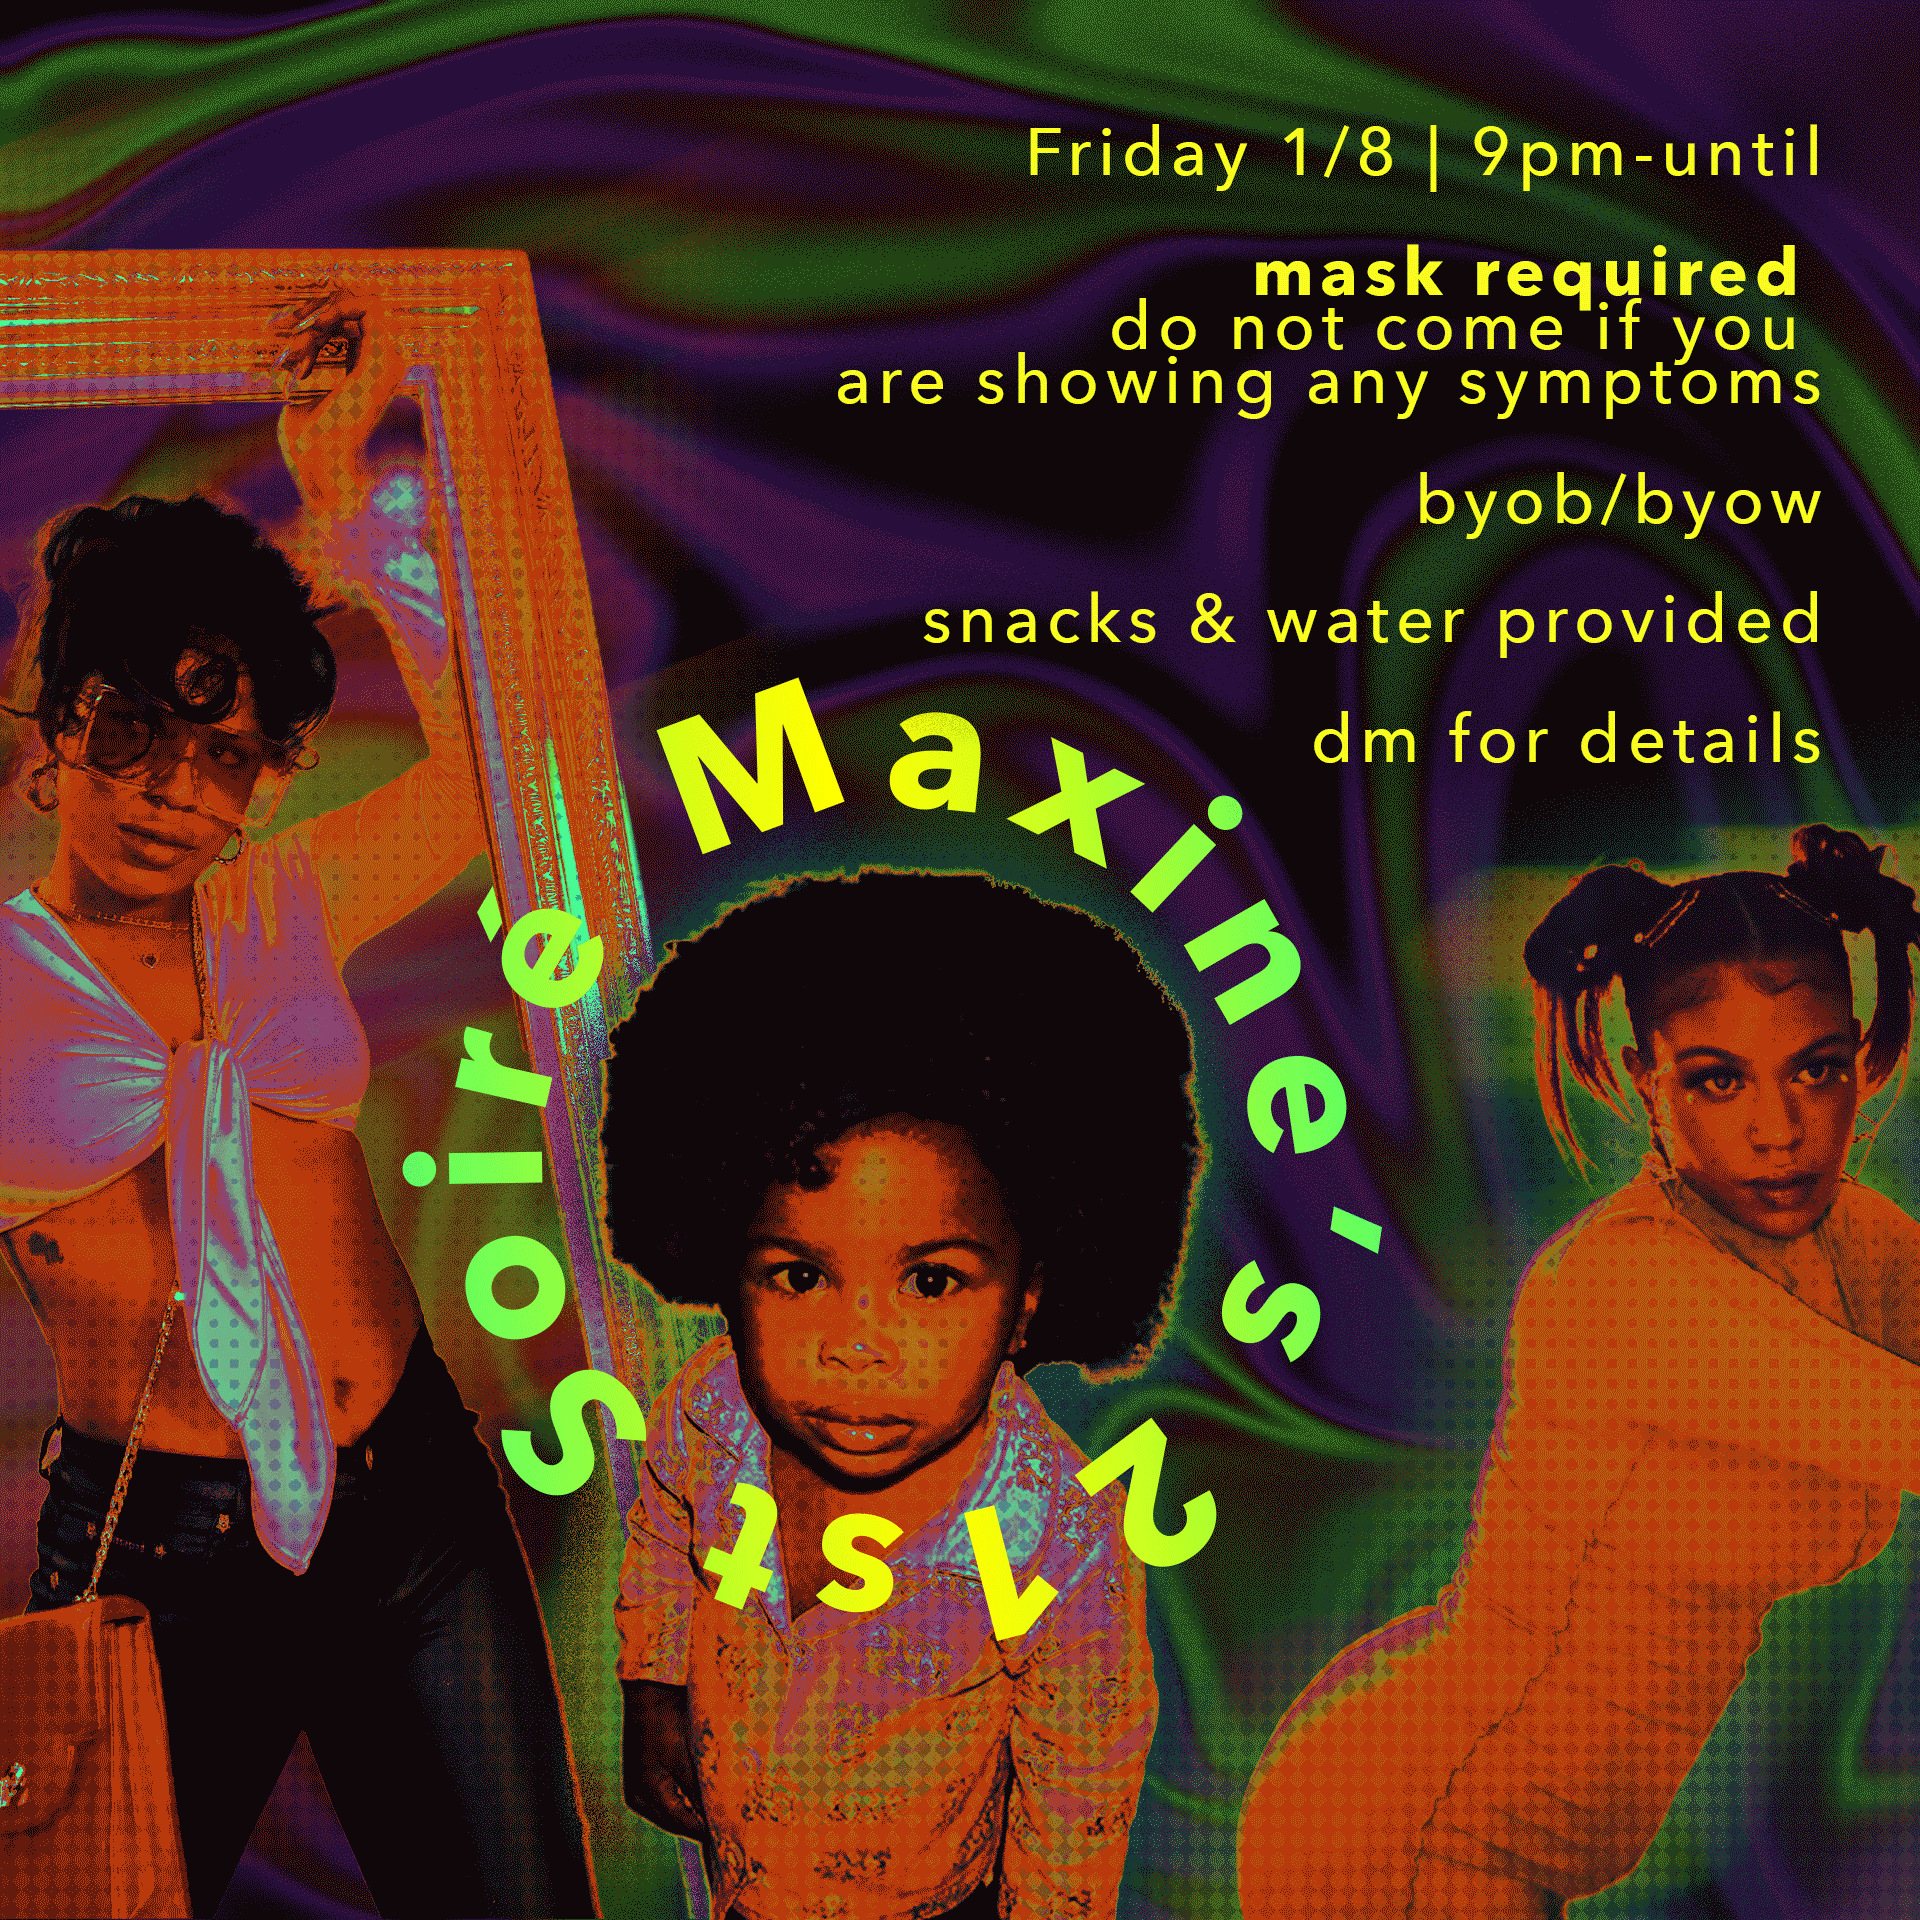 Friday 1/8 | 9pm-until
mask required
do not come if you
are showing any symptoms
byob/byow
snacks & water provided
dm for details
Maxine's 21st Soirè